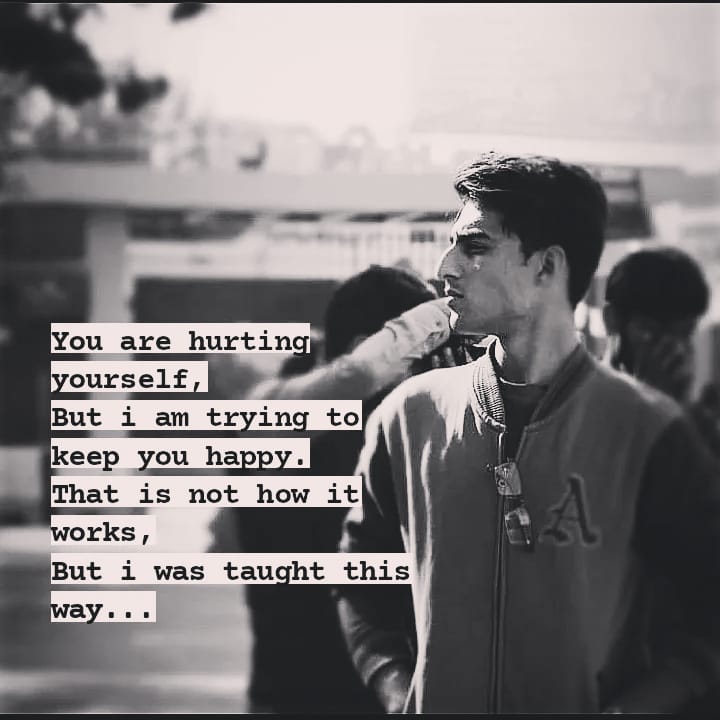 You are hurting
yourself,
But i am trying to
keep you happy.
That is not how it
works,
But i was taught this
way...
A